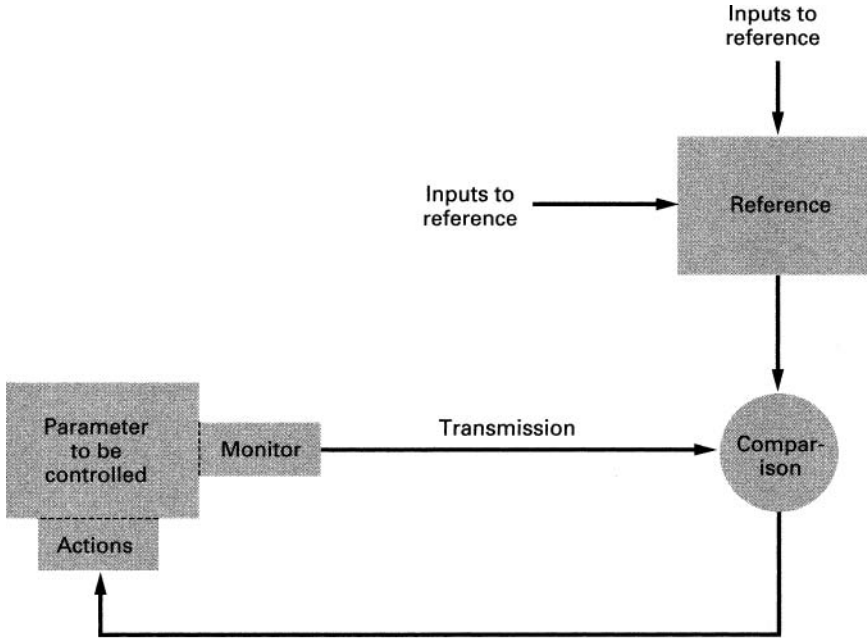 Inputs to
reference
Inputs to
reference
Reference
Parameter
to be
controlled
Monitor
Transmission
Compar-
ison
Actions